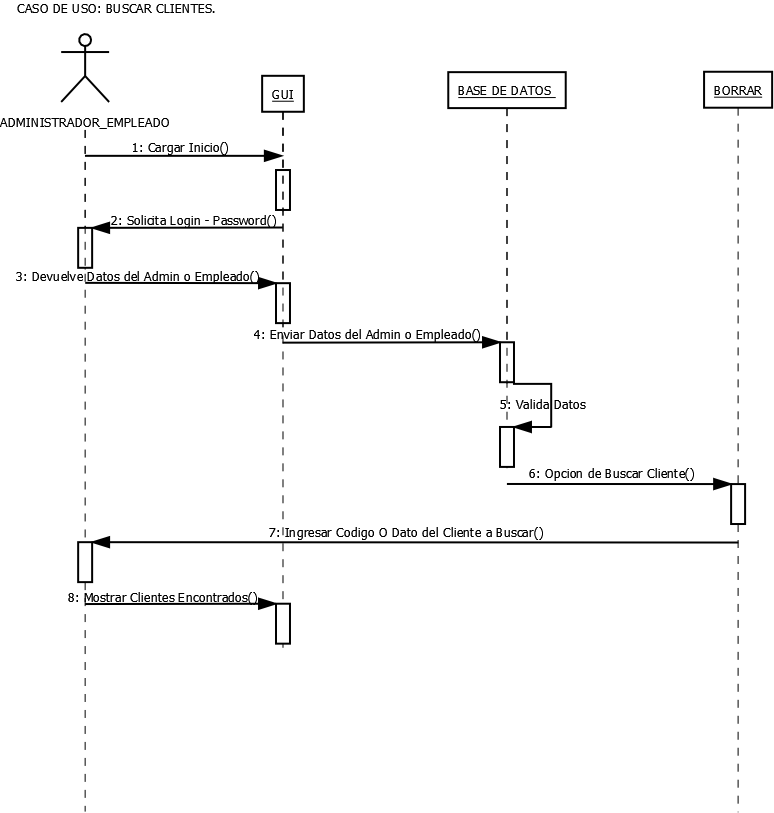 CASO DE USO: BUSCAR CLIENTES.
GUI
BASE DE DATOS
BORRAR
ADMINISTRADOR_EMPLEADO
1: Cargar Inicio()
2: Solicita Login - Password()
3: Devuelve Datos del Admin o Empleado()
4: Enviar Datos del Admin o Empleado()
5: Valida Datos
6: Opcion de Buscar Cliente()
7: Ingresar Codigo O Dato del Cliente a Buscar()
8: Mostrar Clientes Encontrados()